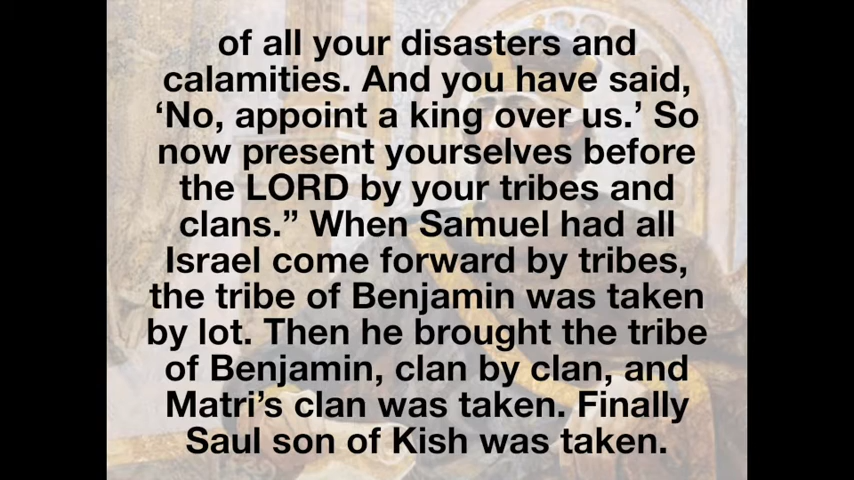 of all your disasters and
calamities. And you have said,
‘No, appoint a king over us.’ So
now present yourselves before
the LORD by your tribes and
clans.” When Samuel had all
Israel come forward by tribes,
the tribe of Benjamin was taken
by lot. Then he brought the tribe
of Benjamin, clan by clan, and
Matri’s clan was taken. Finally
Saul son of Kish was taken.